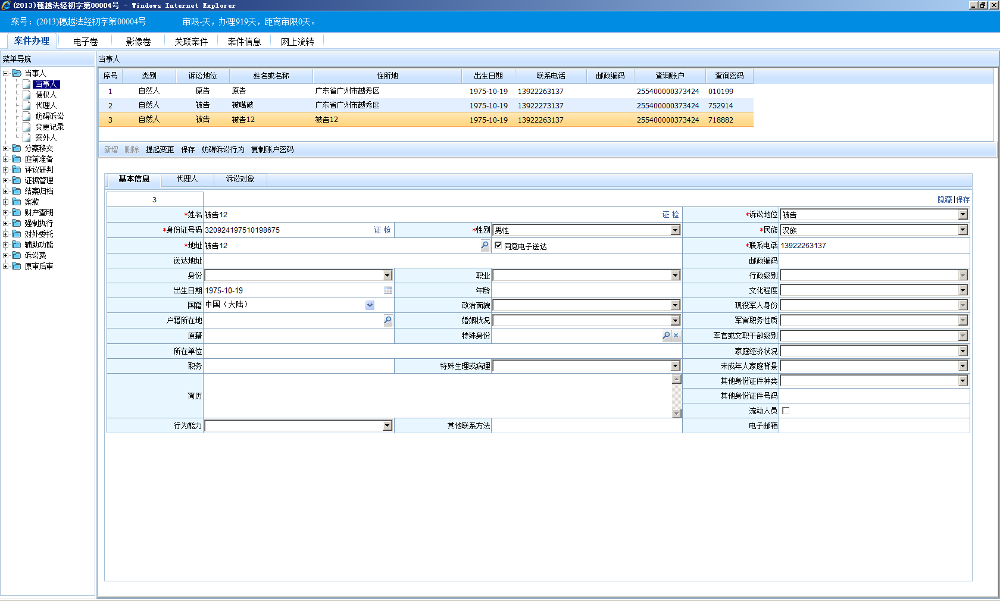 (2013)穗越法经初字第00004号 - Windows Internet Explorer
案号：(2013)穗越法经初字第00004号 审限-天，办理919天，距离审限0天。
案件办理 电子卷 影像卷 关联案件 案件信息 网上流转
菜单导航
当事人
当事人
债权人
代理人
妨碍诉讼
变更记录
案外人
分案移交
庭前准备
评议研判
证据管理
结案归档
案款
财产查明
强制执行
对外委托
辅助功能
诉讼费
原审后审
当事人
序号 类别 诉讼地位 姓名或名称 住所地 出生日期 联系电话 邮政编码 查询账户 查询密码
1 自然人 原告 原告 广东省广州市越秀区 1975-10-19 13922263137 255400000373424 010199
2 自然人 被告 被噶破 广东省广州市越秀区 1975-10-19 13922273137 255400000373424 752914
3 自然人 被告 被告12 被告12 1975-10-19 13922263137 255400000373424 718882
新增 删除 提起变更 保存 妨碍诉讼行为 复制账户密码
基本信息 代理人 诉讼对象
3 隐藏|保存
*姓名 被告12 证 检 *诉讼地位 被告
*身份证号码 320924197510198675 证 检 *性别 男性 *民族 汉族
*地址 被告12 同意电子送达 *联系电话 13922263137
送达地址 邮政编码
身份 职业 行政级别
出生日期 1975-10-19 年龄 文化程度
国籍 中国（大陆） 政治面貌 现役军人身份
户籍所在地 婚姻状况 军官职务性质
原籍 特殊身份 军官或文职干部级别
所在单位 家庭经济状况
职务 特殊生理或病理 未成年人家庭背景
简历 其他身份证件种类
其他身份证件号码
流动人员
行为能力 其他联系方法 电子邮箱